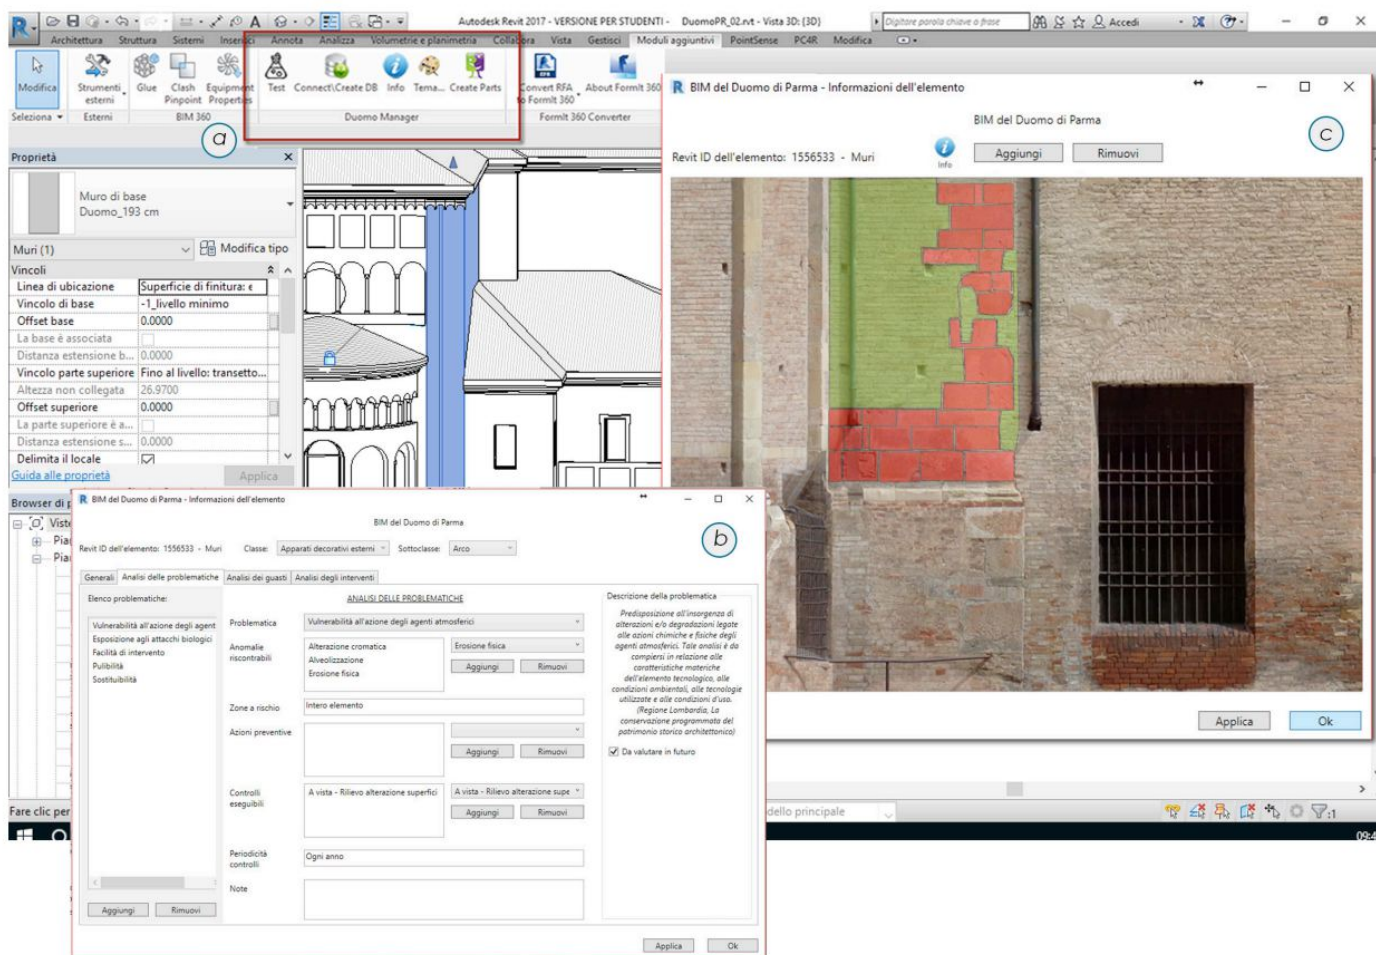 Autodesk Revit 2017 - VERSIONE PER STUDENTI - DuomoPR_02.rvt - Vista 3D: {3D}
Digitare parola chiave o frase
Accedi
Architettura Struttura Sistemi Inserisci Annota Analizza Volumetrie e planimetria Collabora Vista Gestisci Moduli aggiuntivi PointSense PC4R Modifica
Modifica
Strumenti esterni
Glue
Clash Pinpoint
Equipment Properties
Test
Connect\Create DB
Info
Tema...
Create Parts
Convert RFA to FormIt 360
About FormIt 360
Seleziona
Esterni
BIM 360
Duomo Manager
FormIt 360 Converter
a
Proprietà
Muro di base
Duomo_193 cm
Muri (1)
Modifica tipo
Vincoli
Linea di ubicazione Superficie di finitura: e
Vincolo di base -1_livello minimo
Offset base 0.0000
La base è associata
Distanza estensione b... 0.0000
Vincolo parte superiore Fino al livello: transetto...
Altezza non collegata 26.9700
Offset superiore 0.0000
La parte superiore è a...
Distanza estensione s... 0.0000
Delimita il locale
Guida alle proprietà
Applica
Browser di p
Viste
Pian
Pian
Fare clic per
dello principale
:1
09:4
BIM del Duomo di Parma - Informazioni dell'elemento
BIM del Duomo di Parma
c
Revit ID dell'elemento: 1556533 - Muri
Info
Aggiungi
Rimuovi
Applica
Ok
BIM del Duomo di Parma - Informazioni dell'elemento
BIM del Duomo di Parma
b
Revit ID dell'elemento: 1556533 - Muri Classe: Apparati decorativi esterni Sottoclasse: Arco
Generali Analisi delle problematiche Analisi dei guasti Analisi degli interventi
Elenco problematiche:
Vulnerabilità all'azione degli agent
Esposizione agli attacchi biologici
Facilità di intervento
Pulibilità
Sostituibilità
Aggiungi
Rimuovi
ANALISI DELLE PROBLEMATICHE
Problematica
Vulnerabilità all'azione degli agenti atmosferici
Anomalie riscontrabili
Alterazione cromatica
Alveolizzazione
Erosione fisica
Erosione fisica
Aggiungi
Rimuovi
Zone a rischio
Intero elemento
Azioni preventive
Aggiungi
Rimuovi
Controlli eseguibili
A vista - Rilievo alterazione superfici
A vista - Rilievo alterazione supe
Aggiungi
Rimuovi
Periodicità controlli
Ogni anno
Note
Descrizione della problematica
Predisposizione all'insorgenza di
alterazioni e/o degradazioni legate
alle azioni chimiche e fisiche degli
agenti atmosferici. Tale analisi è da
compiersi in relazione alle
caratteristiche materiche
dell'elemento tecnologico, alle
condizioni ambientali, alle tecnologie
utilizzate e alle condizioni d'uso.
(Regione Lombardia, La
conservazione programmata del
patrimonio storico architettonico)
Da valutare in futuro
Applica
Ok